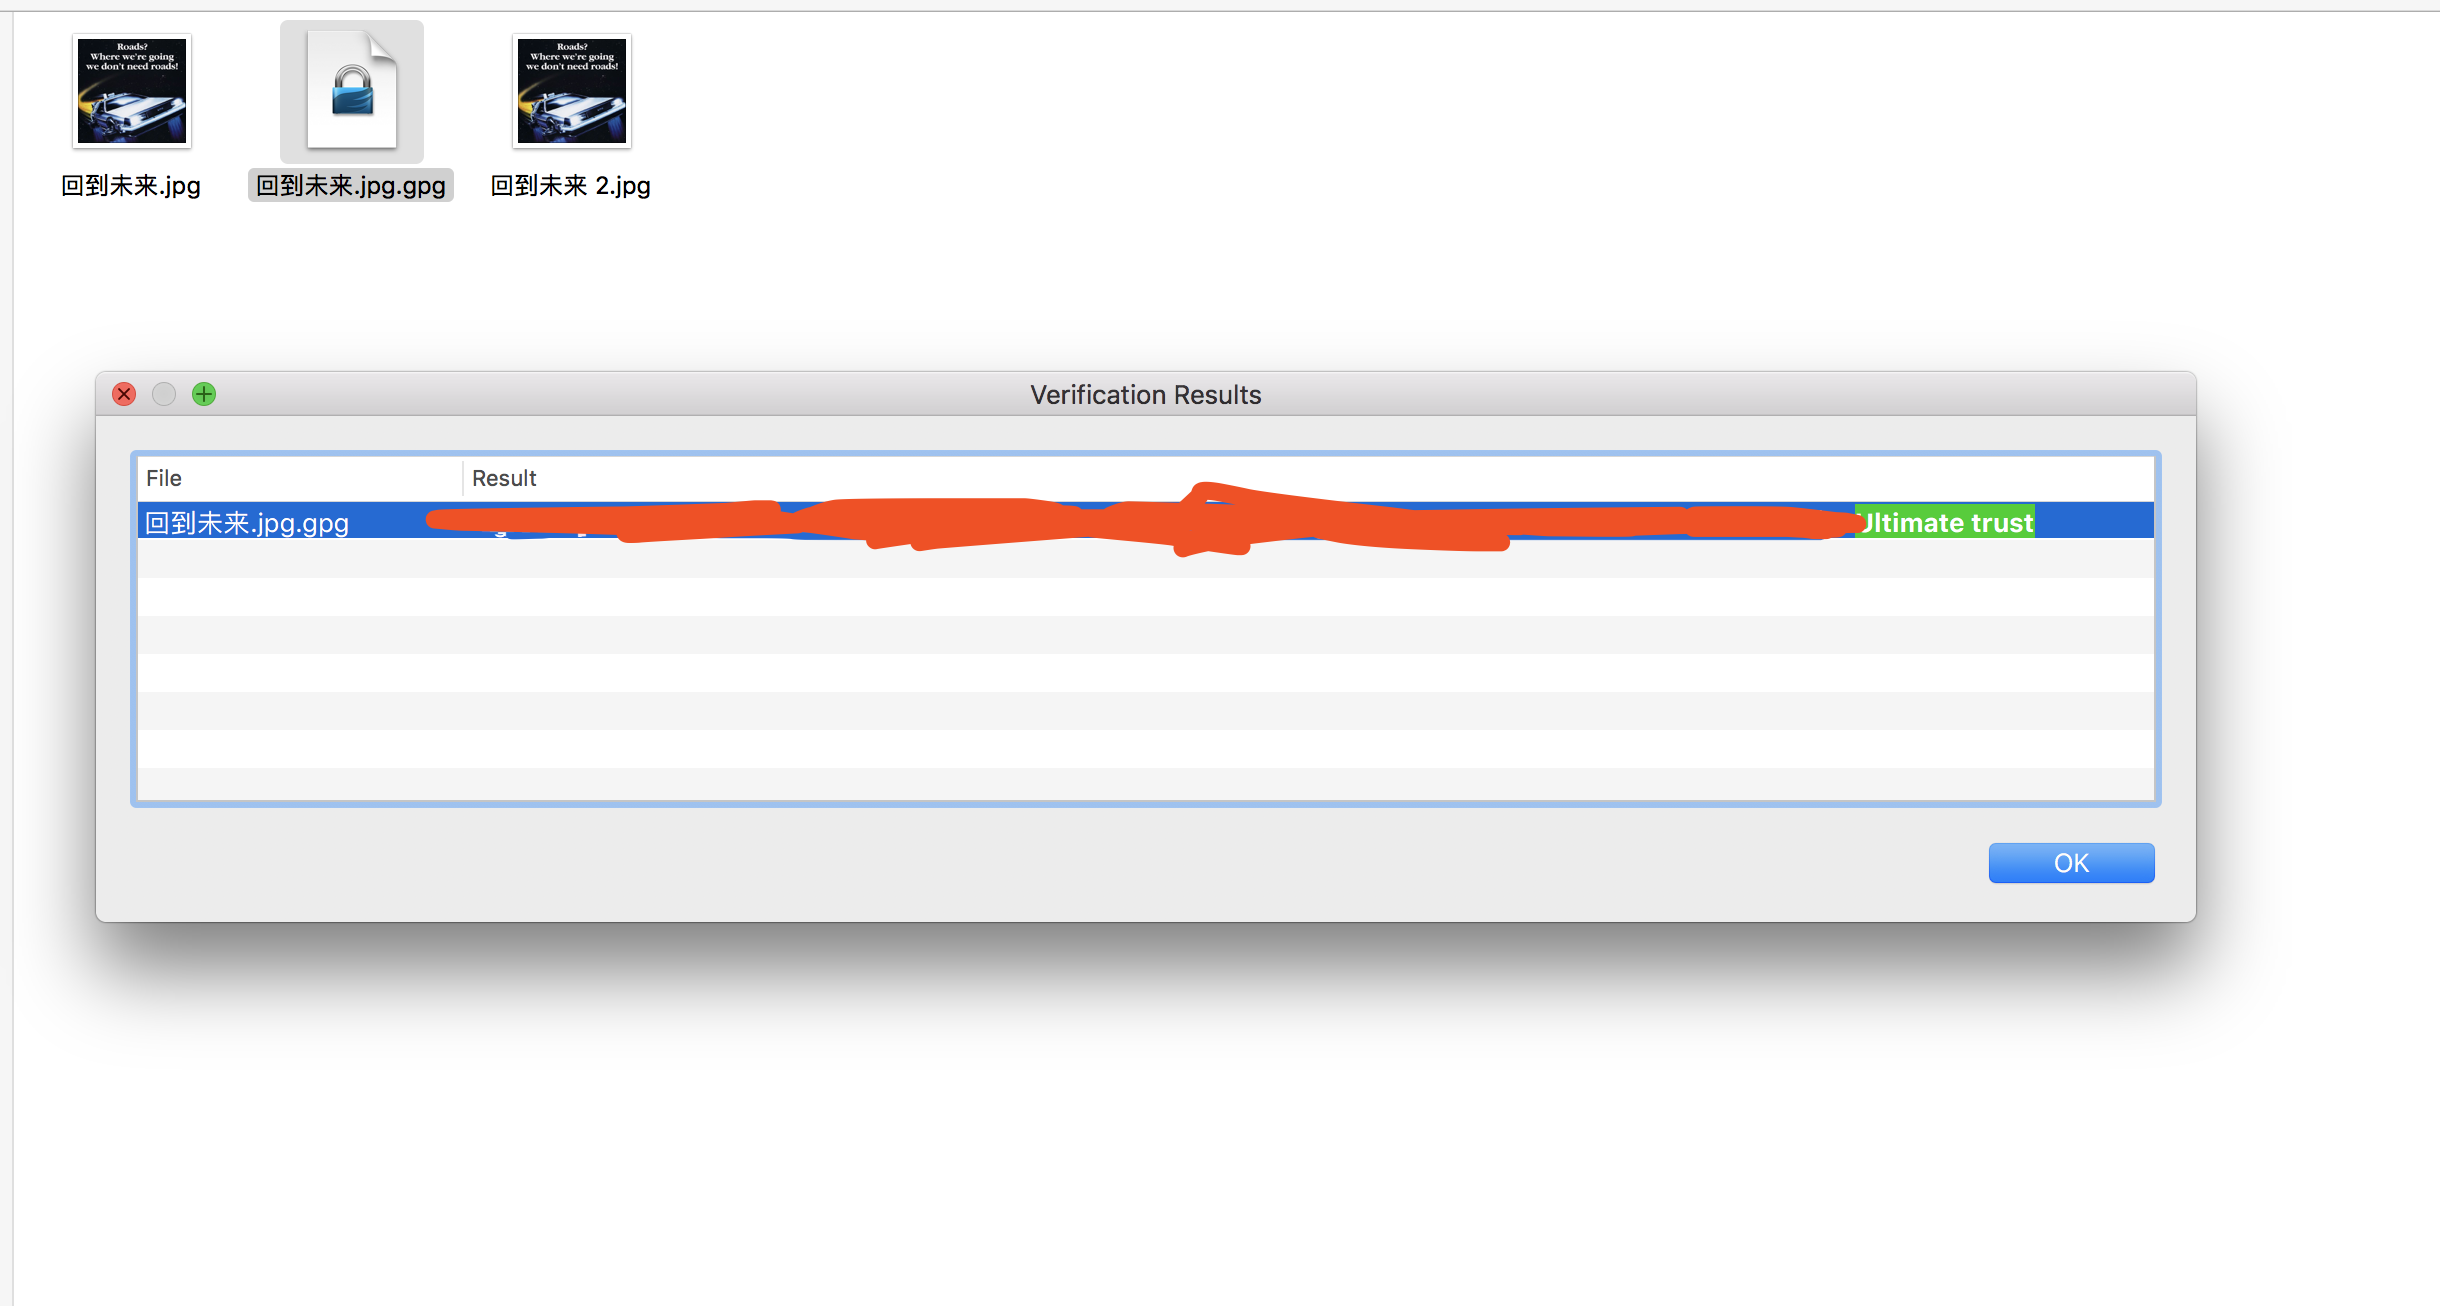 Roads?
Where we're going
we don't need roads!
Roads?
Where we're going
we don't need roads!
回到未来.jpg
回到未来.jpg.gpg
回到未来 2.jpg
Verification Results
File
Result
回到未来.jpg.gpg
Ultimate trust
OK